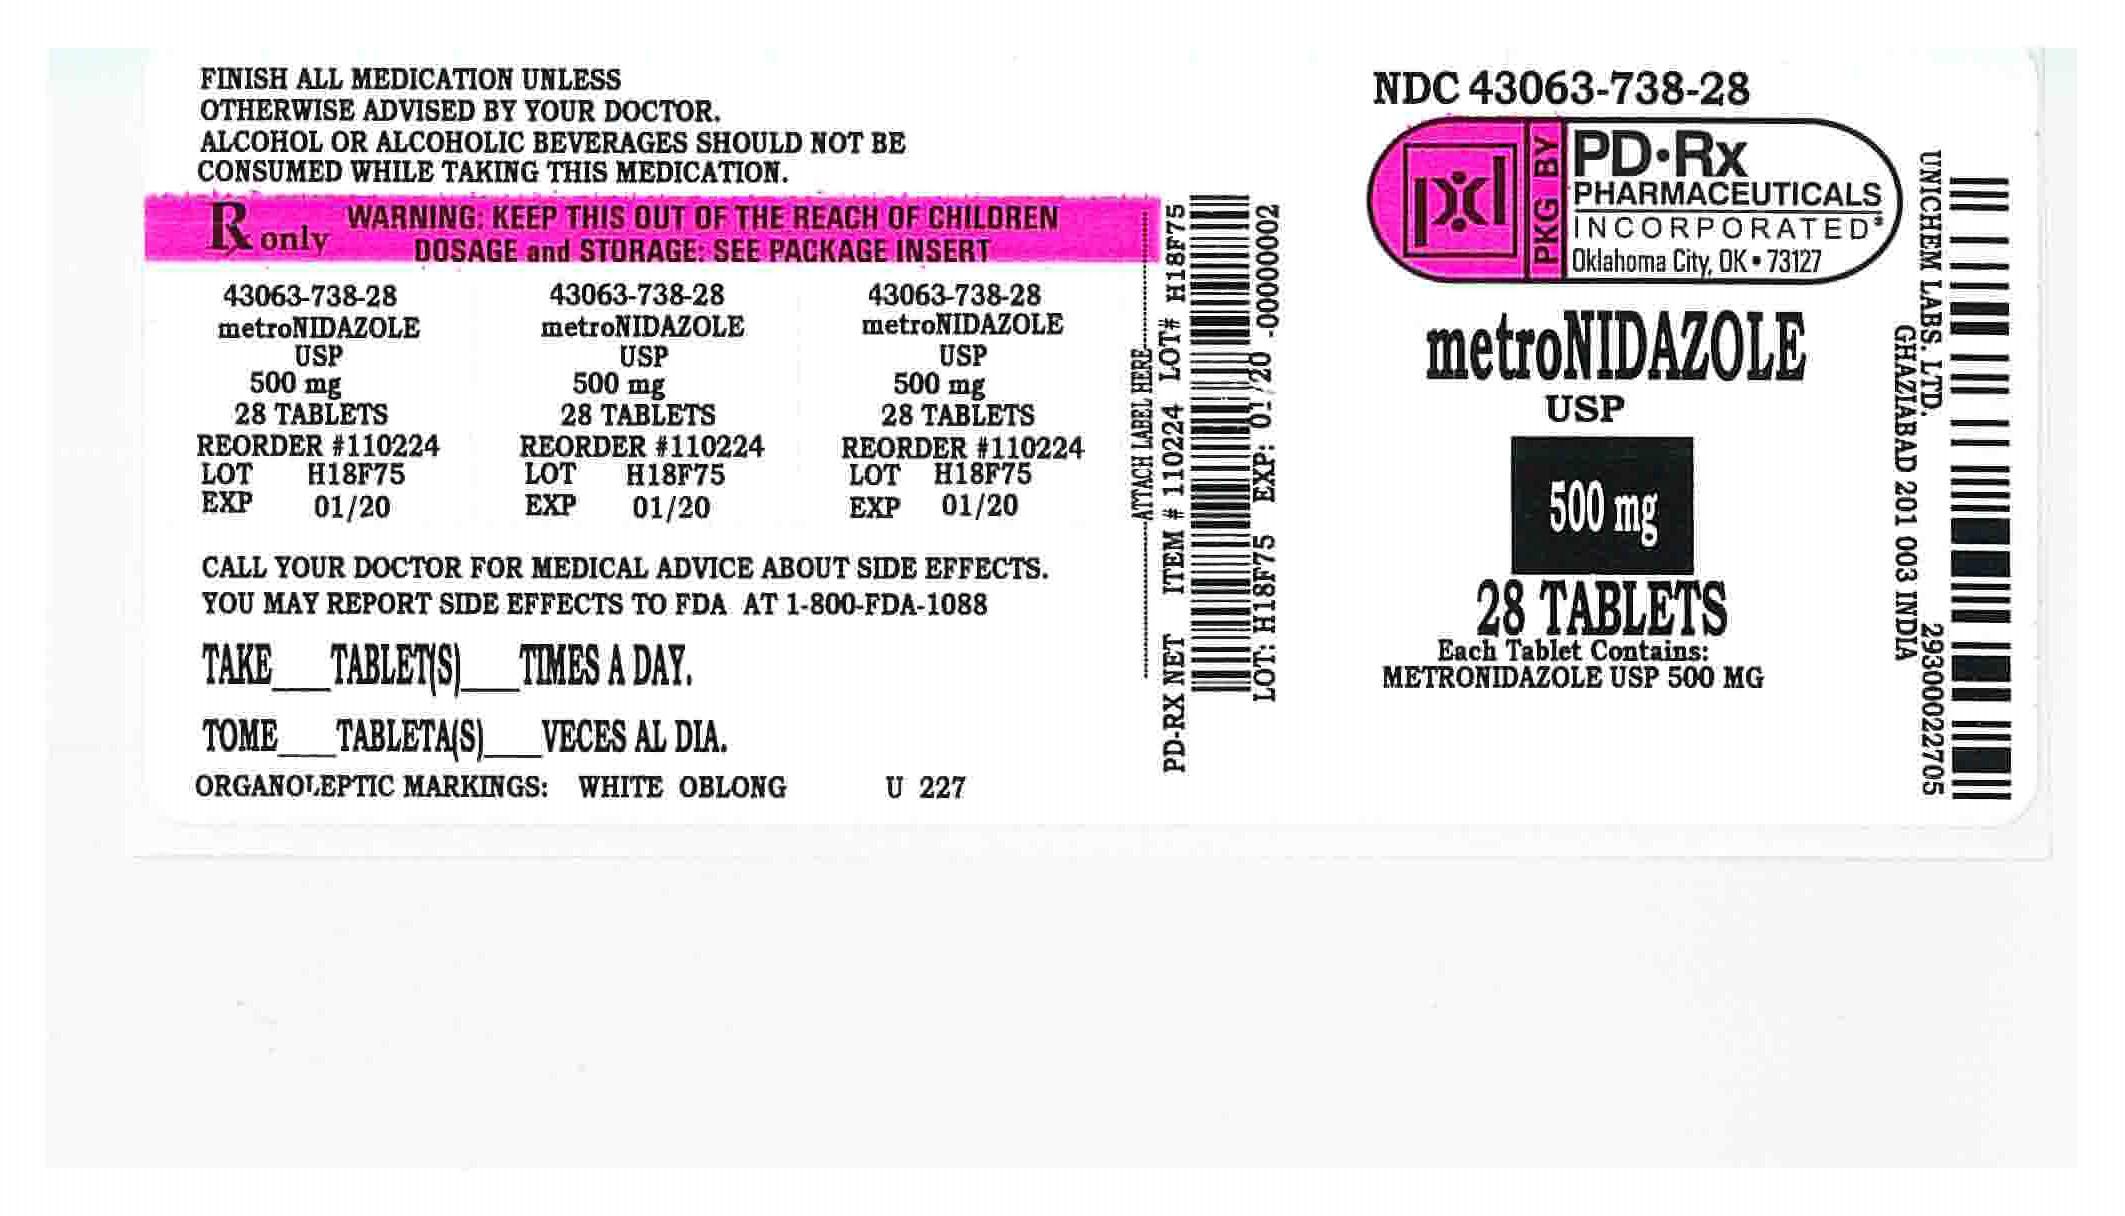 FINISH ALL MEDICATION UNLESS
OTHERWISE ADVISED BY YOUR DOCTOR.
ALCOHOL OR ALCOHOLIC BEVERAGES SHOULD NOT BE
CONSUMED WHILE TAKING THIS MEDICATION.
Rx only
WARNING: KEEP THIS OUT OF THE REACH OF CHILDREN
DOSAGE and STORAGE: SEE PACKAGE INSERT
43063-738-28
metroNIDAZOLE
USP
500 mg
28 TABLETS
REORDER #110224
LOT H18F75
EXP 01/20
43063-738-28
metroNIDAZOLE
USP
500 mg
28 TABLETS
REORDER #110224
LOT H18F75
EXP 01/20
43063-738-28
metroNIDAZOLE
USP
500 mg
28 TABLETS
REORDER #110224
LOT H18F75
EXP 01/20
CALL YOUR DOCTOR FOR MEDICAL ADVICE ABOUT SIDE EFFECTS.
YOU MAY REPORT SIDE EFFECTS TO FDA AT 1-800-FDA-1088
TAKE___TABLET(S)___TIMES A DAY.
TOME___TABLETA(S)___VECES AL DIA.
ORGANOLEPTIC MARKINGS: WHITE OBLONG U 227
ATTACH LABEL HERE
PD-RX NET ITEM # 110224 LOT# H18F75
LOT: H18F75 EXP: 01/20 -00000002
NDC 43063-738-28
pd
PKG BY
PD•Rx
PHARMACEUTICALS
INCORPORATED®
Oklahoma City, OK • 73127
metroNIDAZOLE
USP
500 mg
28 TABLETS
Each Tablet Contains:
METRONIDAZOLE USP 500 MG
UNICHEM LABS. LTD.
GHAZIABAD 201 003 INDIA
29300022705